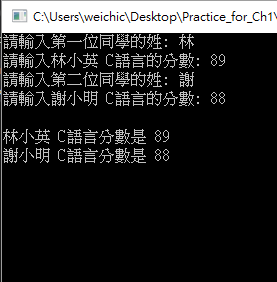 C:\Users\weichic\Desktop\Practice_for_Ch1\
請輸入第一位同學的姓: 林
請輸入林小英 C語言的分數: 89
請輸入第二位同學的姓: 謝
請輸入謝小明 C語言的分數: 88
林小英 C語言分數是 89
謝小明 C語言分數是 88